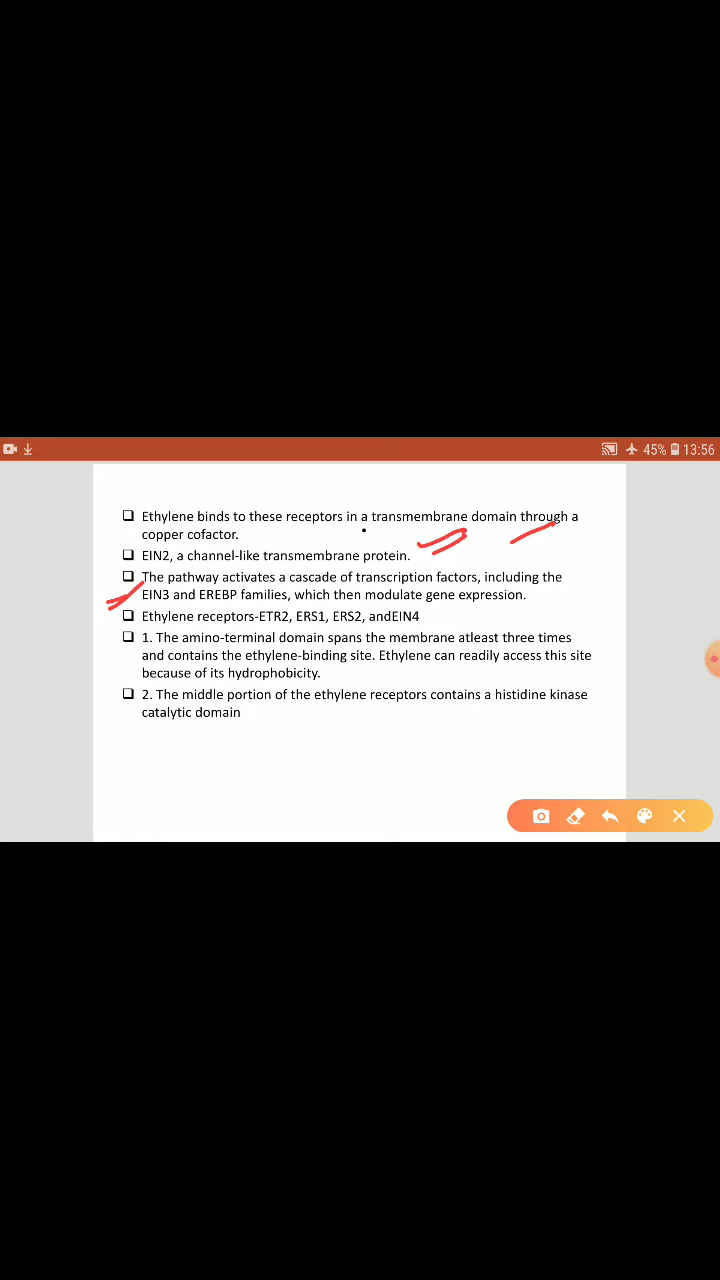 45% 13:56
Ethylene binds to these receptors in a transmembrane domain through a
copper cofactor.
EIN2, a channel-like transmembrane protein.
The pathway activates a cascade of transcription factors, including the
EIN3 and EREBP families, which then modulate gene expression.
Ethylene receptors-ETR2, ERS1, ERS2, andEIN4
1. The amino-terminal domain spans the membrane atleast three times
and contains the ethylene-binding site. Ethylene can readily access this site
because of its hydrophobicity.
2. The middle portion of the ethylene receptors contains a histidine kinase
catalytic domain